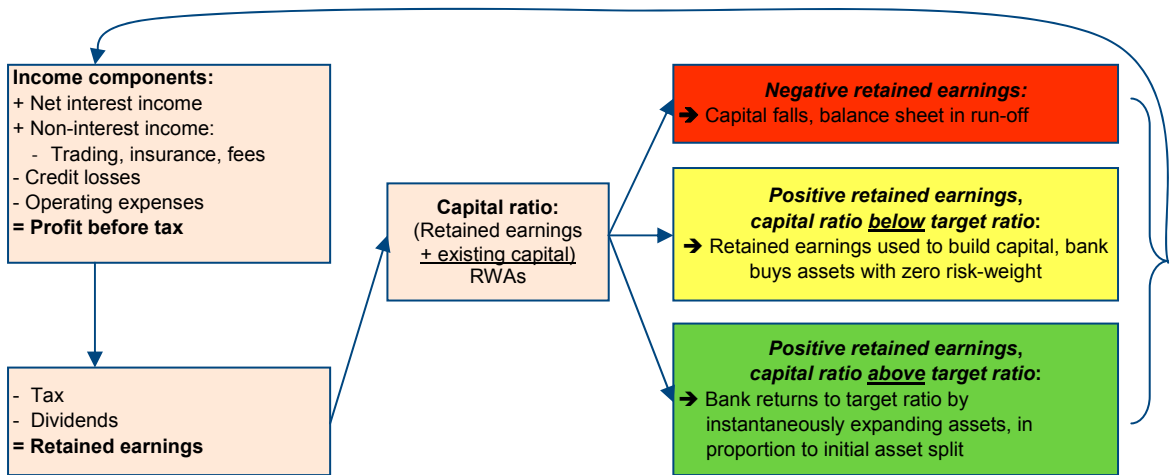 Income components:
+ Net interest income
+ Non-interest income:
- Trading, insurance, fees
- Credit losses
- Operating expenses
= Profit before tax
- Tax
- Dividends
= Retained earnings
Capital ratio:
(Retained earnings
+ existing capital)
RWAs
Negative retained earnings:
➔ Capital falls, balance sheet in run-off
Positive retained earnings,
capital ratio below target ratio:
➔ Retained earnings used to build capital, bank
buys assets with zero risk-weight
Positive retained earnings,
capital ratio above target ratio:
➔ Bank returns to target ratio by
instantaneously expanding assets, in
proportion to initial asset split